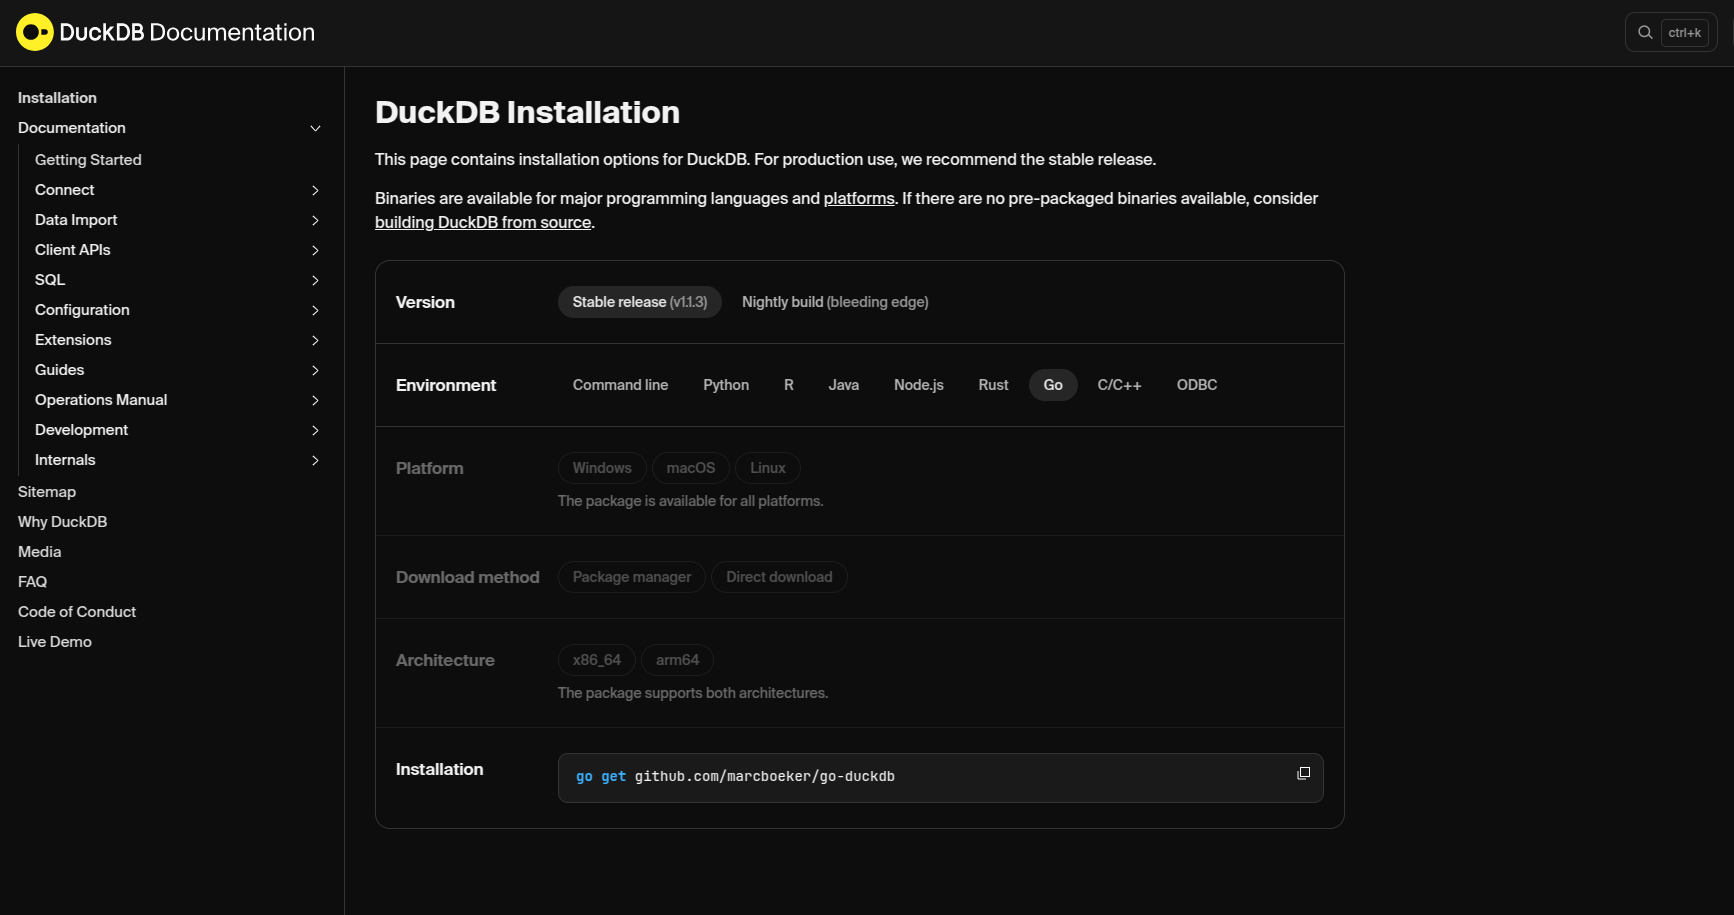 DuckDB Documentation
ctrl+k
Installation
Documentation
Getting Started
Connect
Data Import
Client APIs
SQL
Configuration
Extensions
Guides
Operations Manual
Development
Internals
Sitemap
Why DuckDB
Media
FAQ
Code of Conduct
Live Demo
DuckDB Installation
This page contains installation options for DuckDB. For production use, we recommend the stable release.
Binaries are available for major programming languages and platforms. If there are no pre-packaged binaries available, consider
building DuckDB from source.
Version Stable release (v1.1.3) Nightly build (bleeding edge)
Environment Command line Python R Java Node.js Rust Go C/C++ ODBC
Platform Windows macOS Linux
The package is available for all platforms.
Download method Package manager Direct download
Architecture x86_64 arm64
The package supports both architectures.
Installation go get github.com/marcboeker/go-duckdb